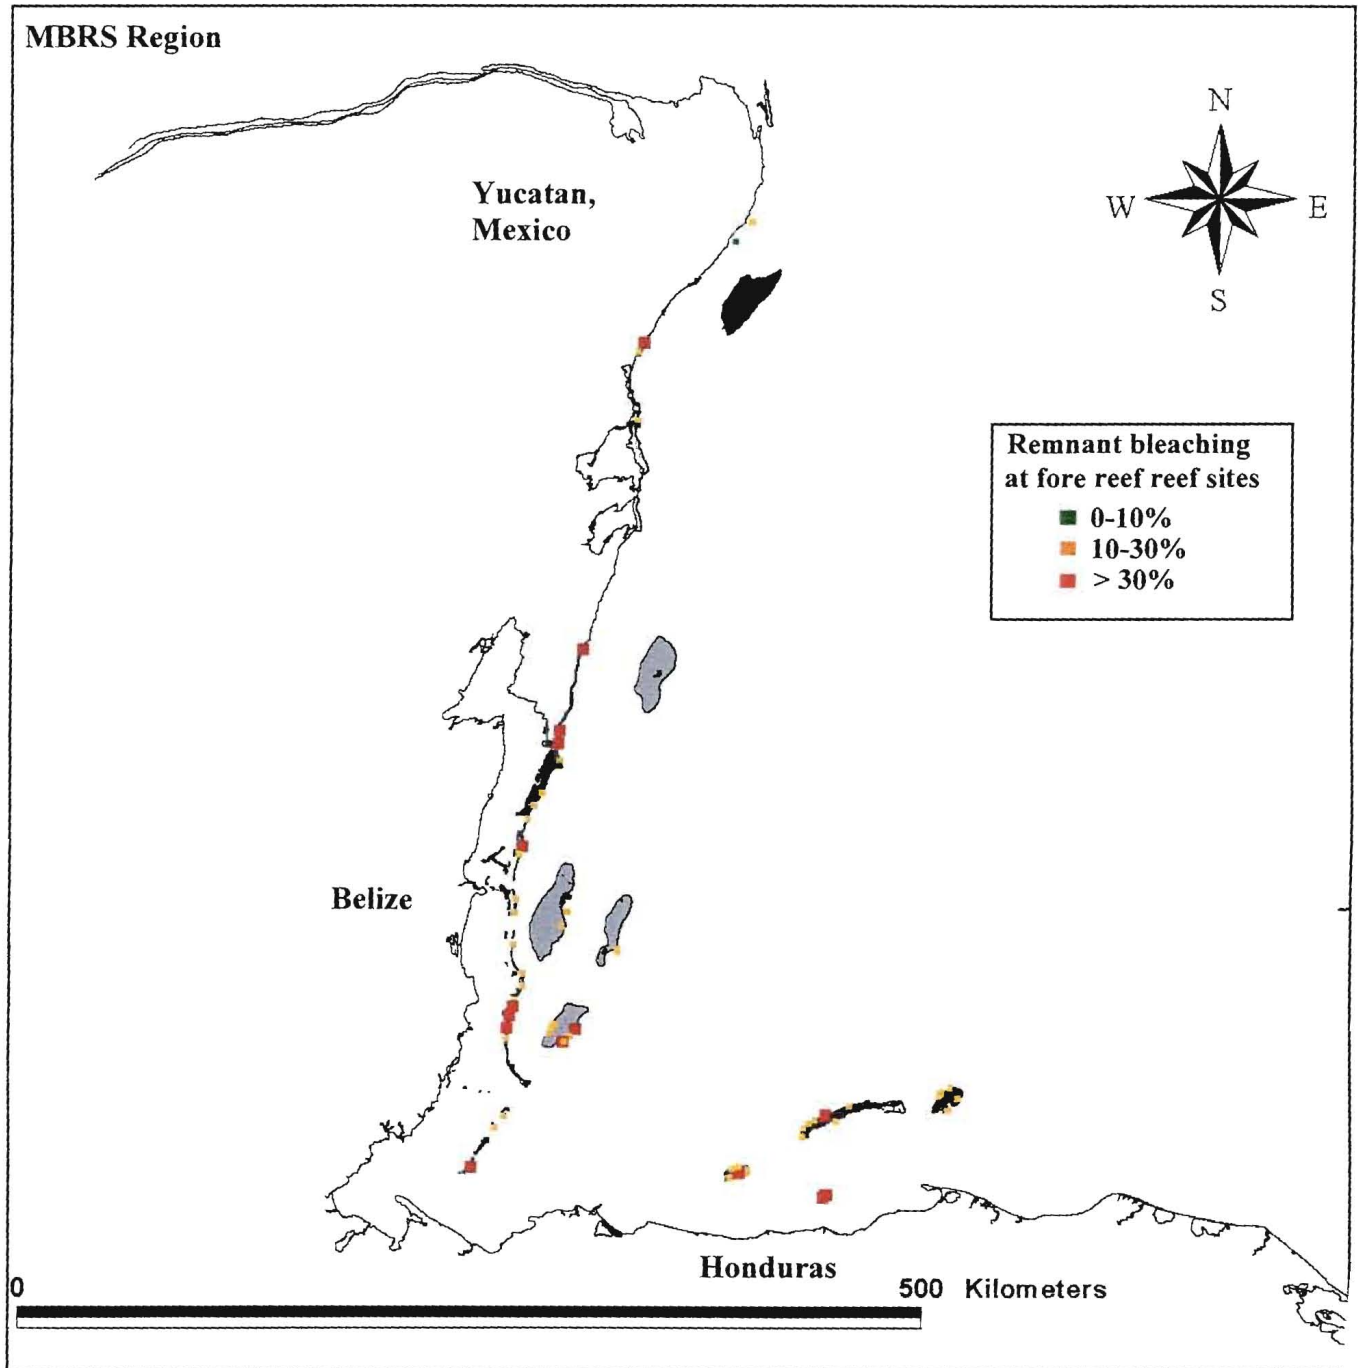 MBRS Region
N
W
E
S
Yucatan,
Mexico
Remnant bleaching
at fore reef reef sites
0-10%
10-30%
> 30%
Belize
Honduras
0
500 Kilometers